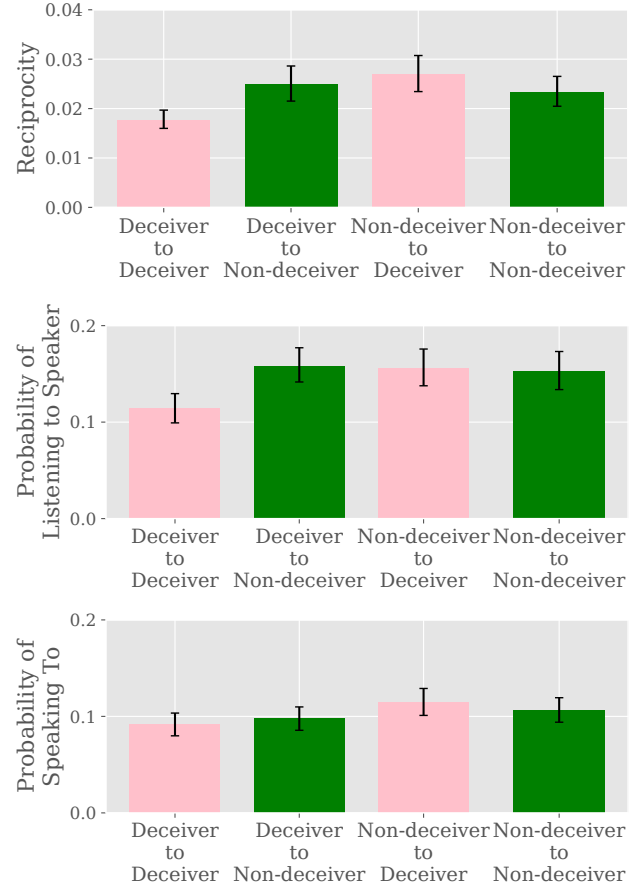 0.04
0.03
0.02
0.01
0.00
Reciprocity
Deceiver
to
Deceiver
Deceiver
to
Non-deceiver
Non-deceiver
to
Deceiver
Non-deceiver
to
Non-deceiver
0.2
0.1
0.0
Probability of
Listening to Speaker
Deceiver
to
Deceiver
Deceiver
to
Non-deceiver
Non-deceiver
to
Deceiver
Non-deceiver
to
Non-deceiver
0.2
0.1
0.0
Probability of
Speaking To
Deceiver
to
Deceiver
Deceiver
to
Non-deceiver
Non-deceiver
to
Deceiver
Non-deceiver
to
Non-deceiver